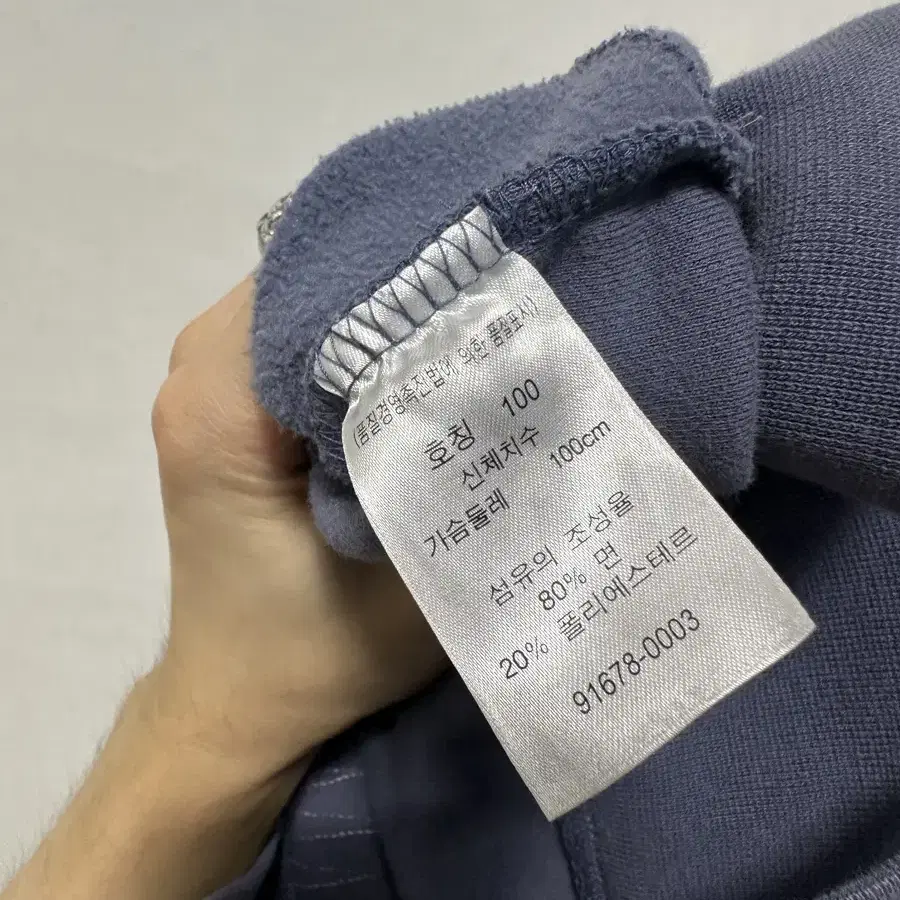 (품질경영촉진법에 의한 품질표시)
호칭 100
신체치수
가슴둘레 100cm
섬유의 조성율
80% 면
20% 폴리에스테르
91678-0003